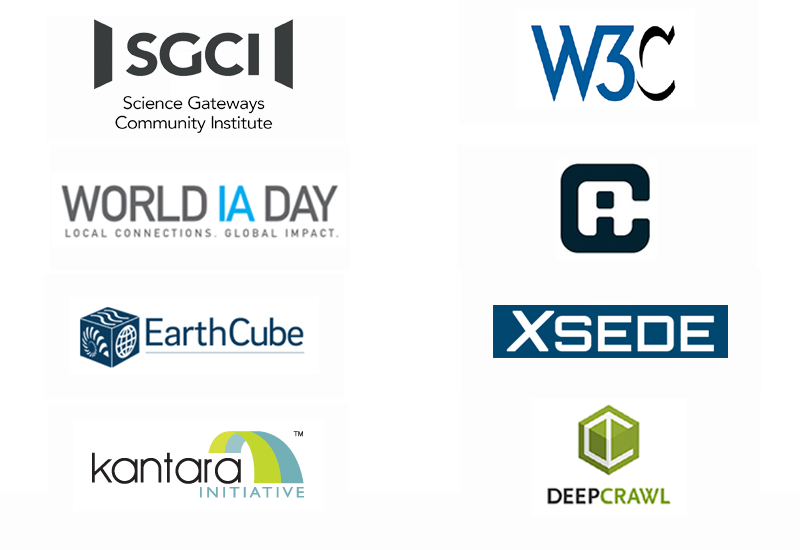 SGCI
Science Gateways
Community Institute
W3C
WORLD IA DAY
LOCAL CONNECTIONS. GLOBAL IMPACT.
CA
EarthCube
XSEDE
kantara
INITIATIVE
TM
DEEPCRAWL